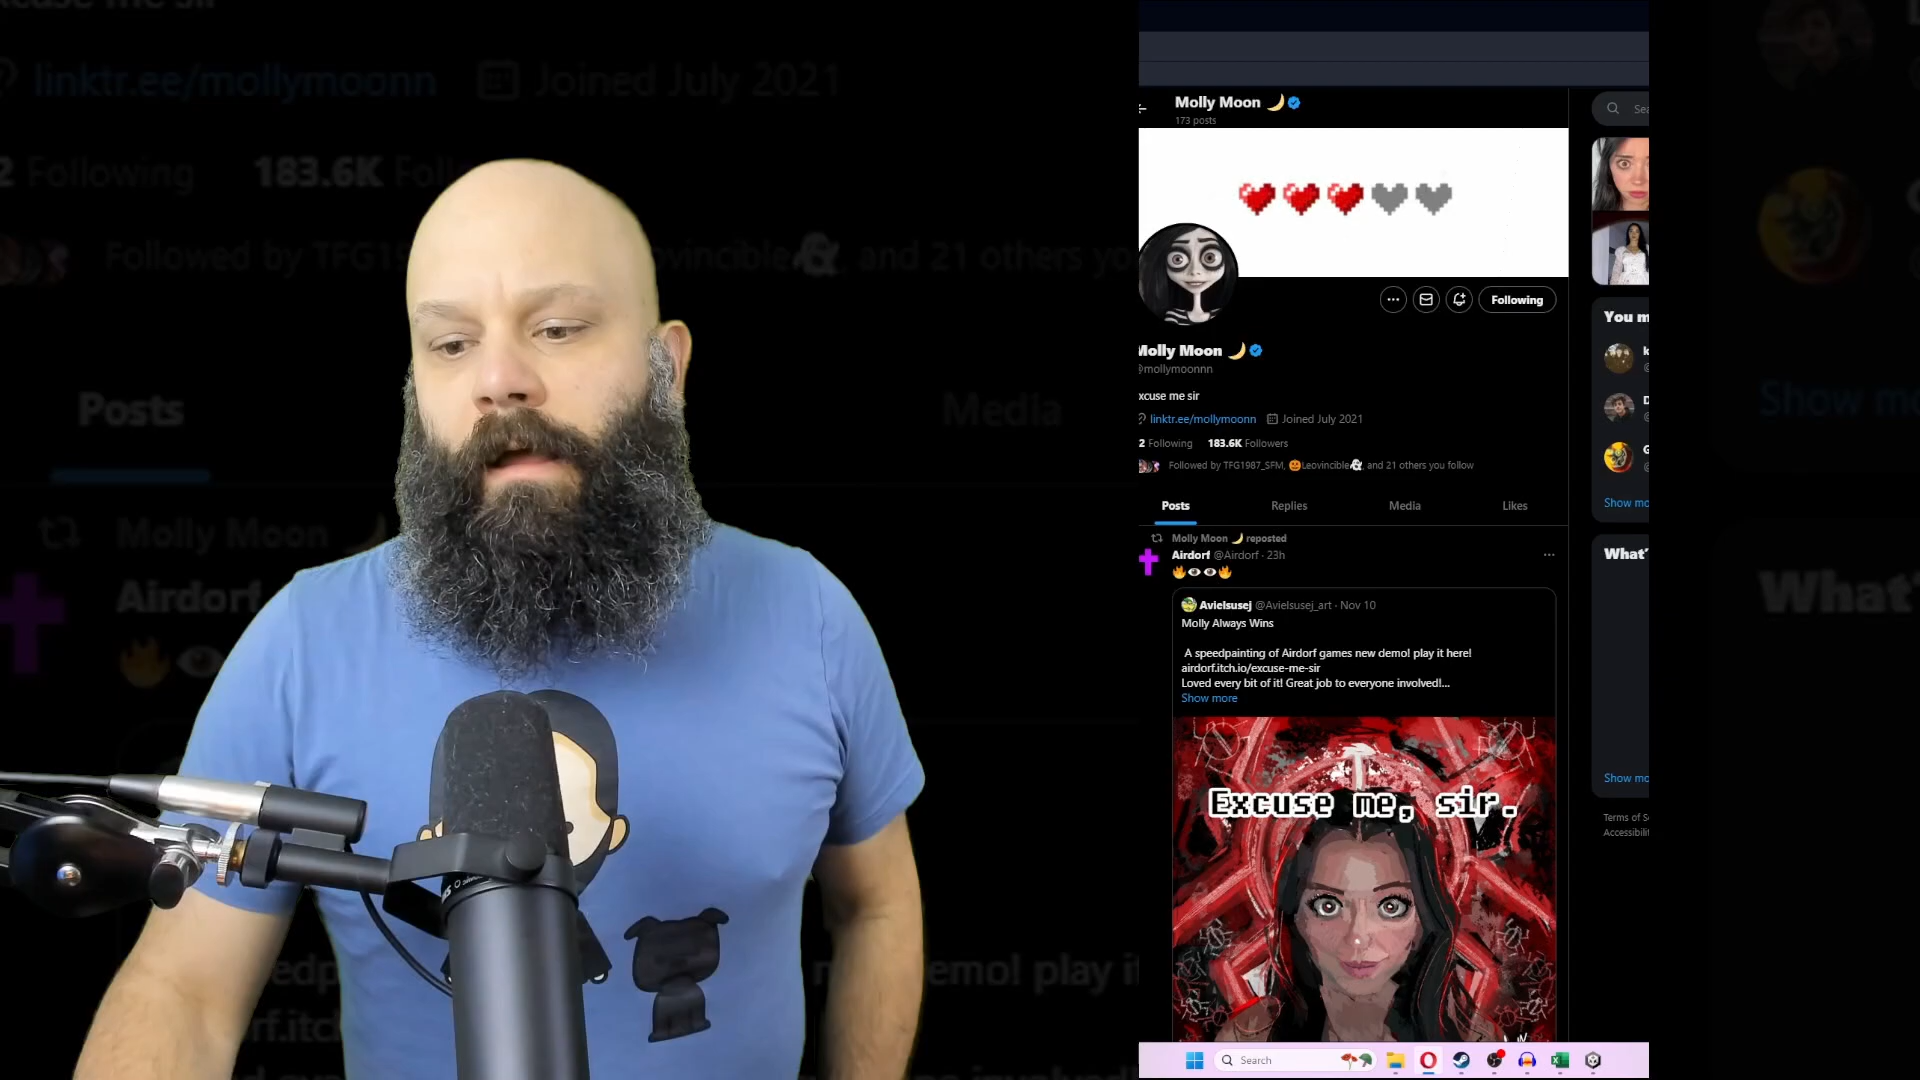 linktr.ee/mollymoonn Joined July 2021
2 Following 183.6K
Followed by
and 21 others
Posts
Media
Molly Moon
Airdorf
What'
Molly Moon
173 posts
Following
Molly Moon
@mollymoonnn
xcuse me sir
linktr.ee/mollymoonn Joined July 2021
2 Following 183.6K Followers
Followed by TFG1987_SFM, 🎃Leovincible👻, and 21 others you follow
Posts Replies Media Likes
Molly Moon 🌙 reposted
Airdorf @Airdorf · 23h
🔥👁👁🔥
Avielsusej @Avielsusej_art · Nov 10
Molly Always Wins
A speedpainting of Airdorf games new demo! play it here!
airdorf.itch.io/excuse-me-sir
Loved every bit of it! Great job to everyone involved!...
Show more
Excuse me, sir.
You m
Show mo
What'
Show mo
Terms of S
Accessibilit
Search